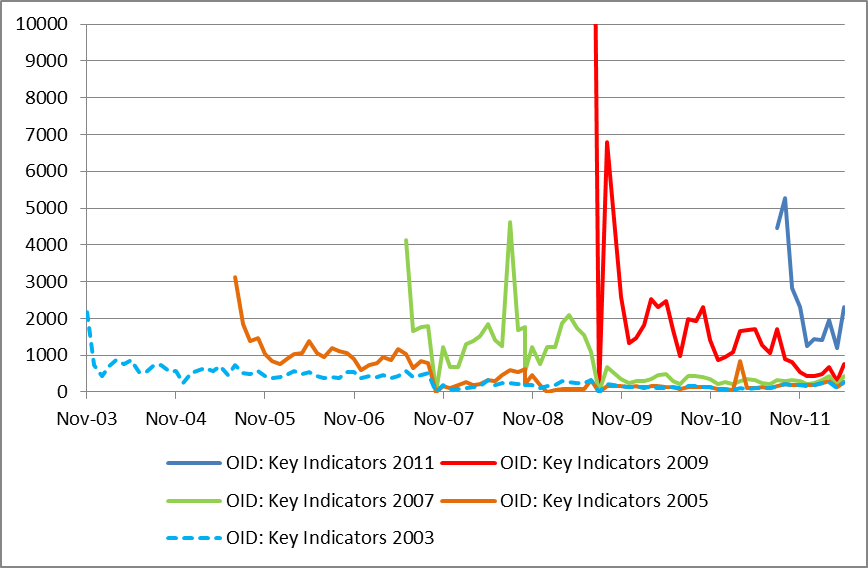 10000
9000
8000
7000
6000
5000
4000
3000
2000
1000
0
Nov-03 Nov-04 Nov-05 Nov-06 Nov-07 Nov-08 Nov-09 Nov-10 Nov-11
OID: Key Indicators 2011 OID: Key Indicators 2009
OID: Key Indicators 2007 OID: Key Indicators 2005
OID: Key Indicators 2003